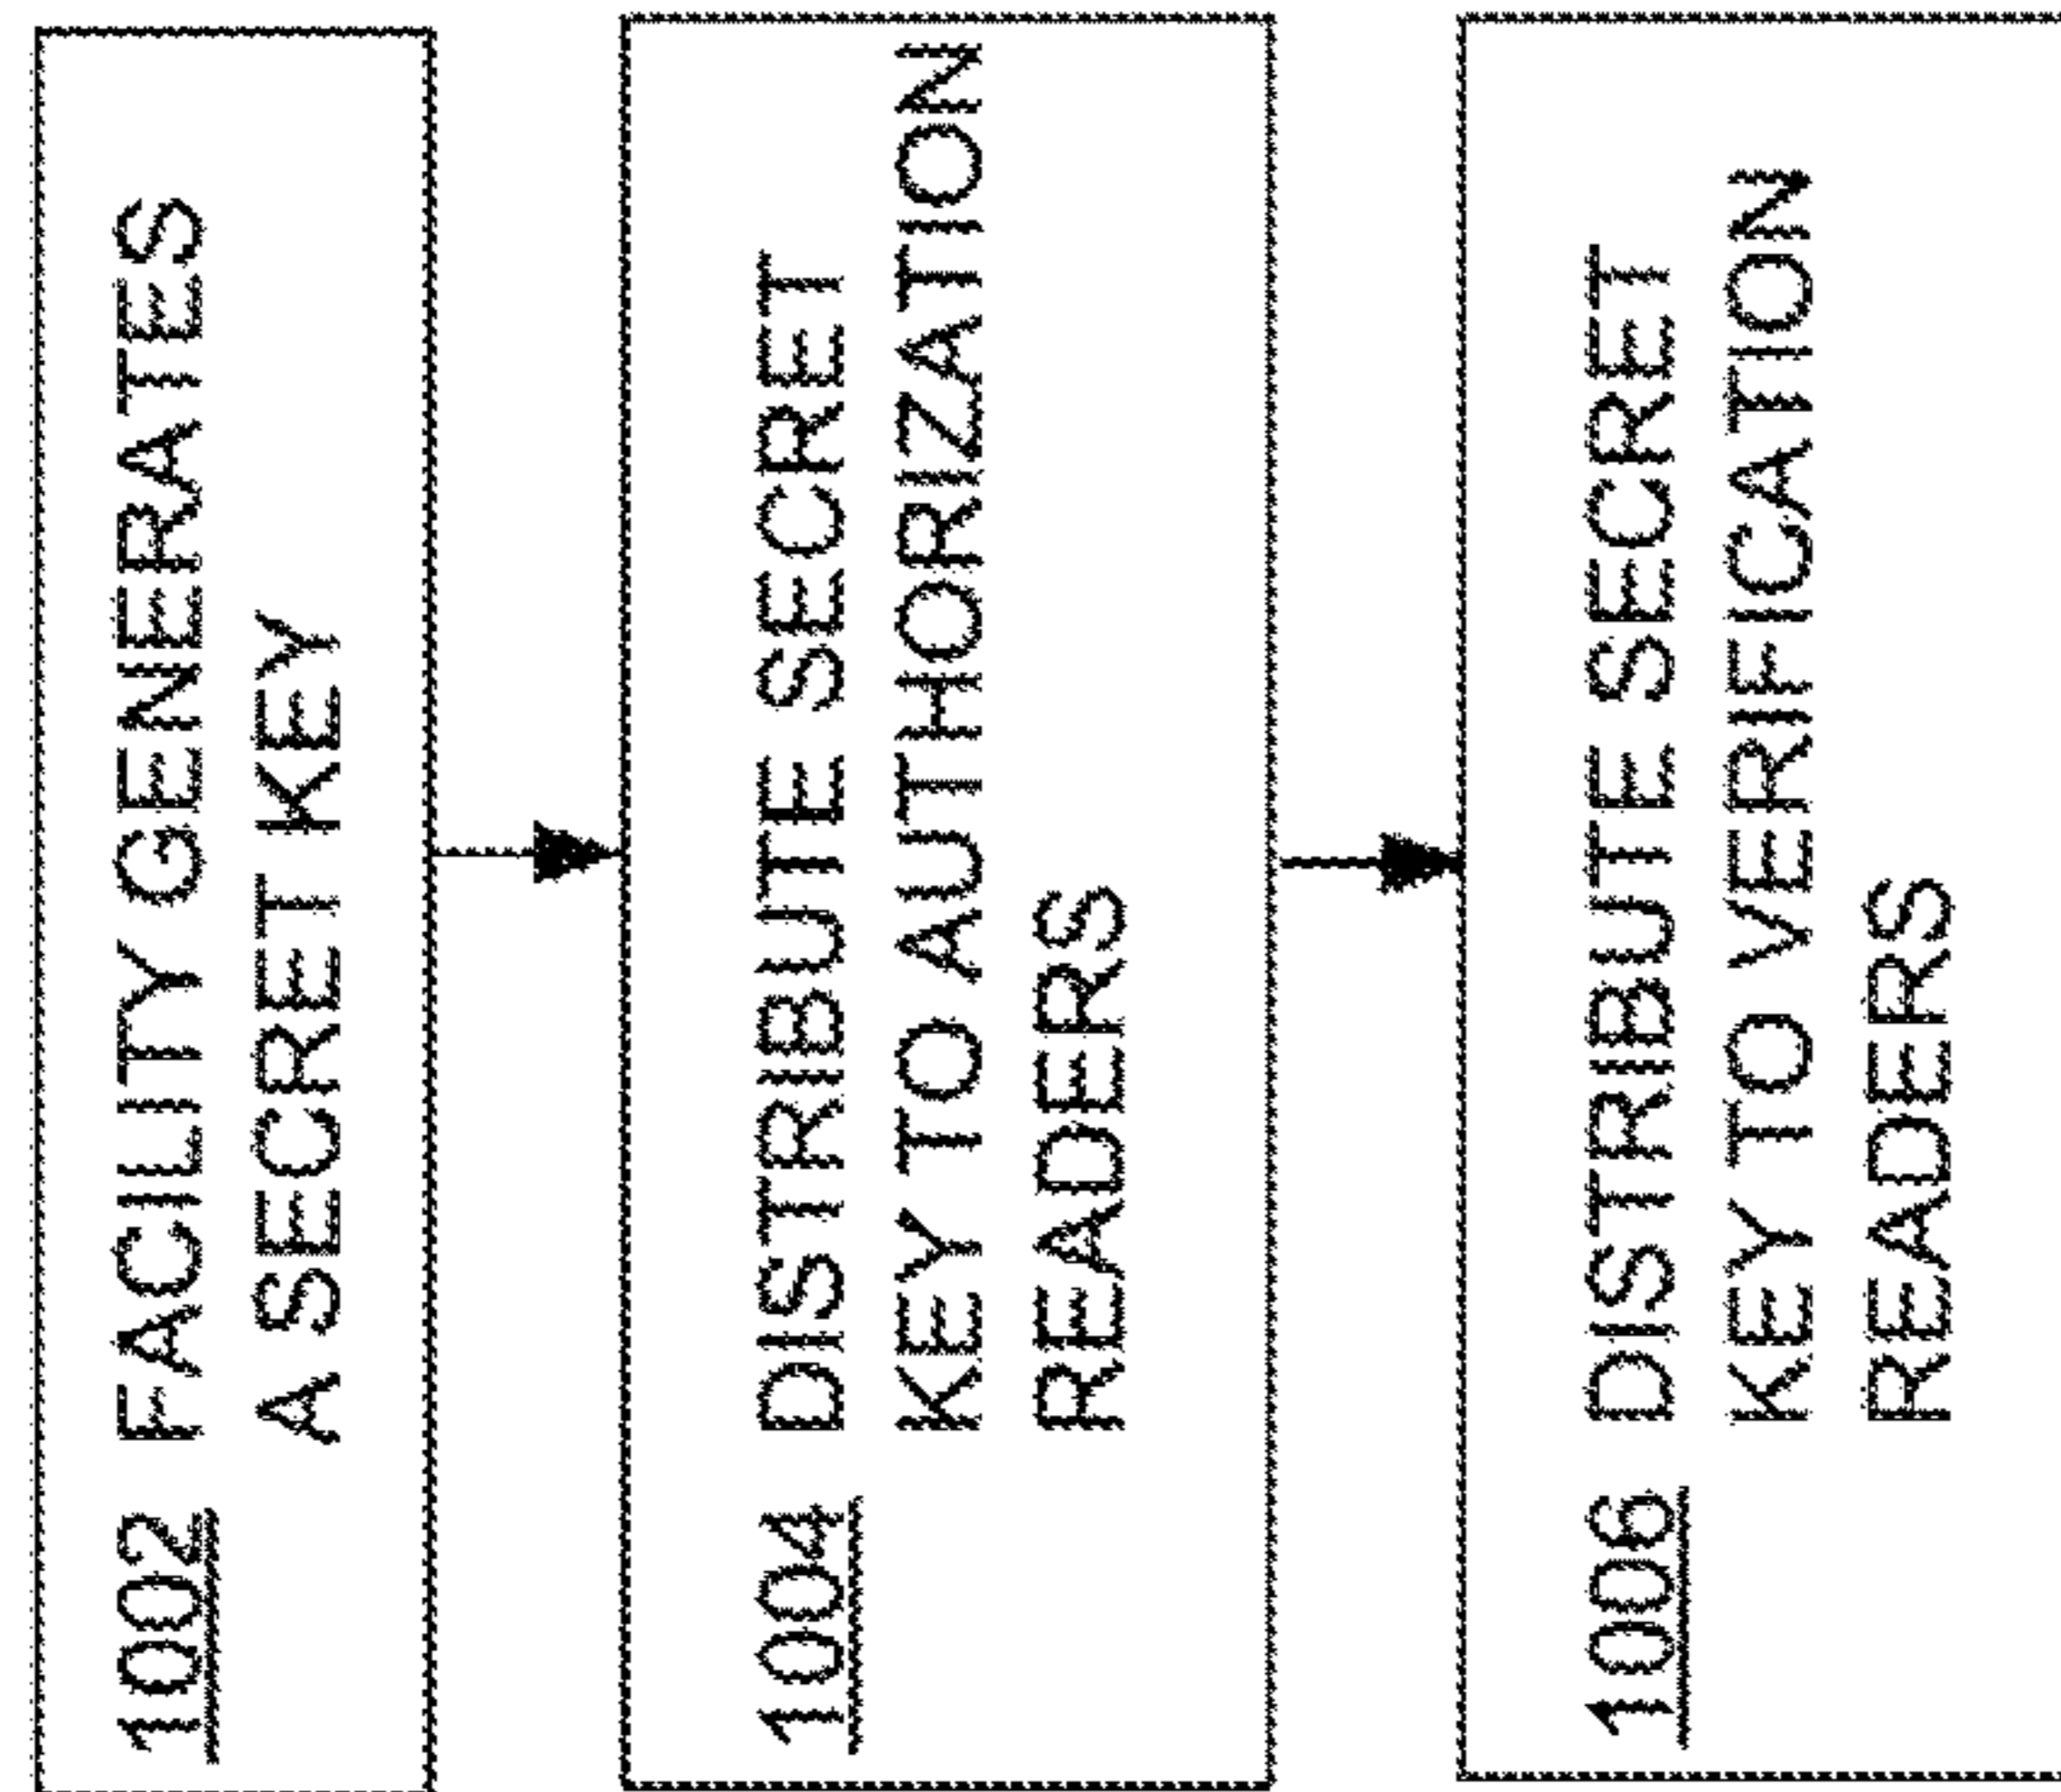 1002 FACILITY GENERATES
A SECRET KEY
1004 DISTRIBUTE SECRET
KEY TO AUTHORIZATION
READERS
1006 DISTRIBUTE SECRET
KEY TO VERIFICATION
READERS